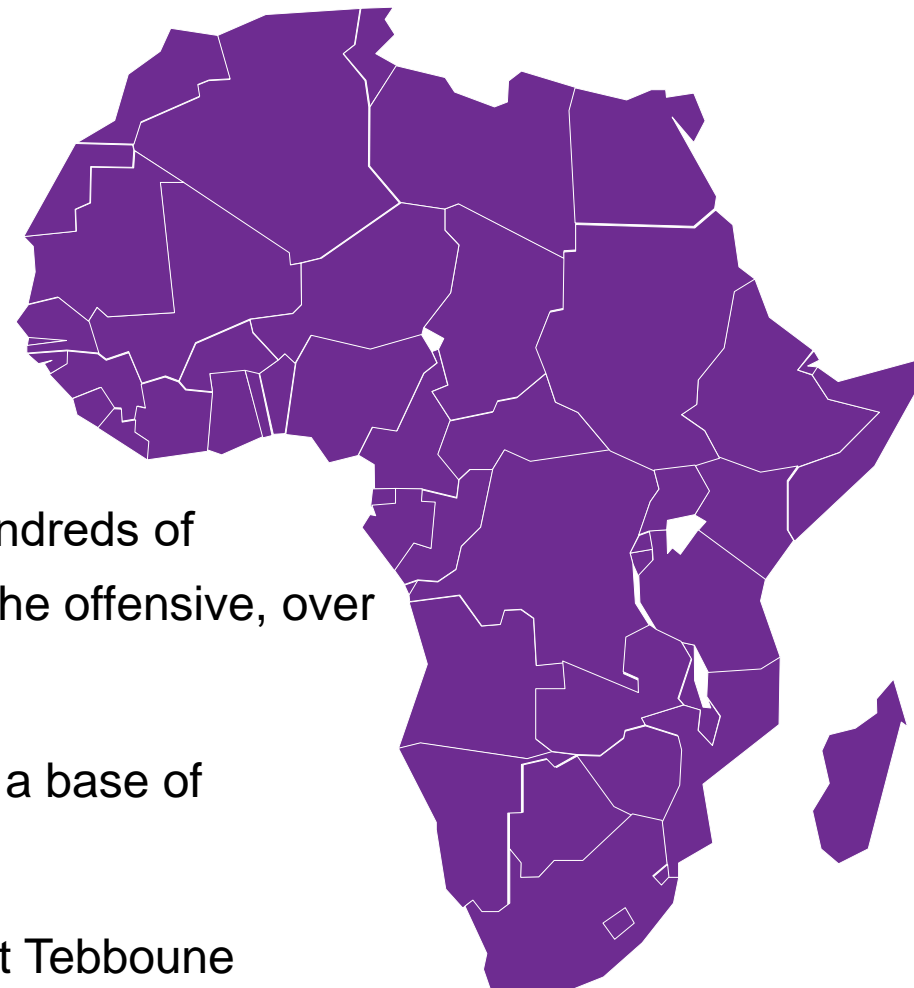 ndreds of
he offensive, over
a base of
t Tebboune